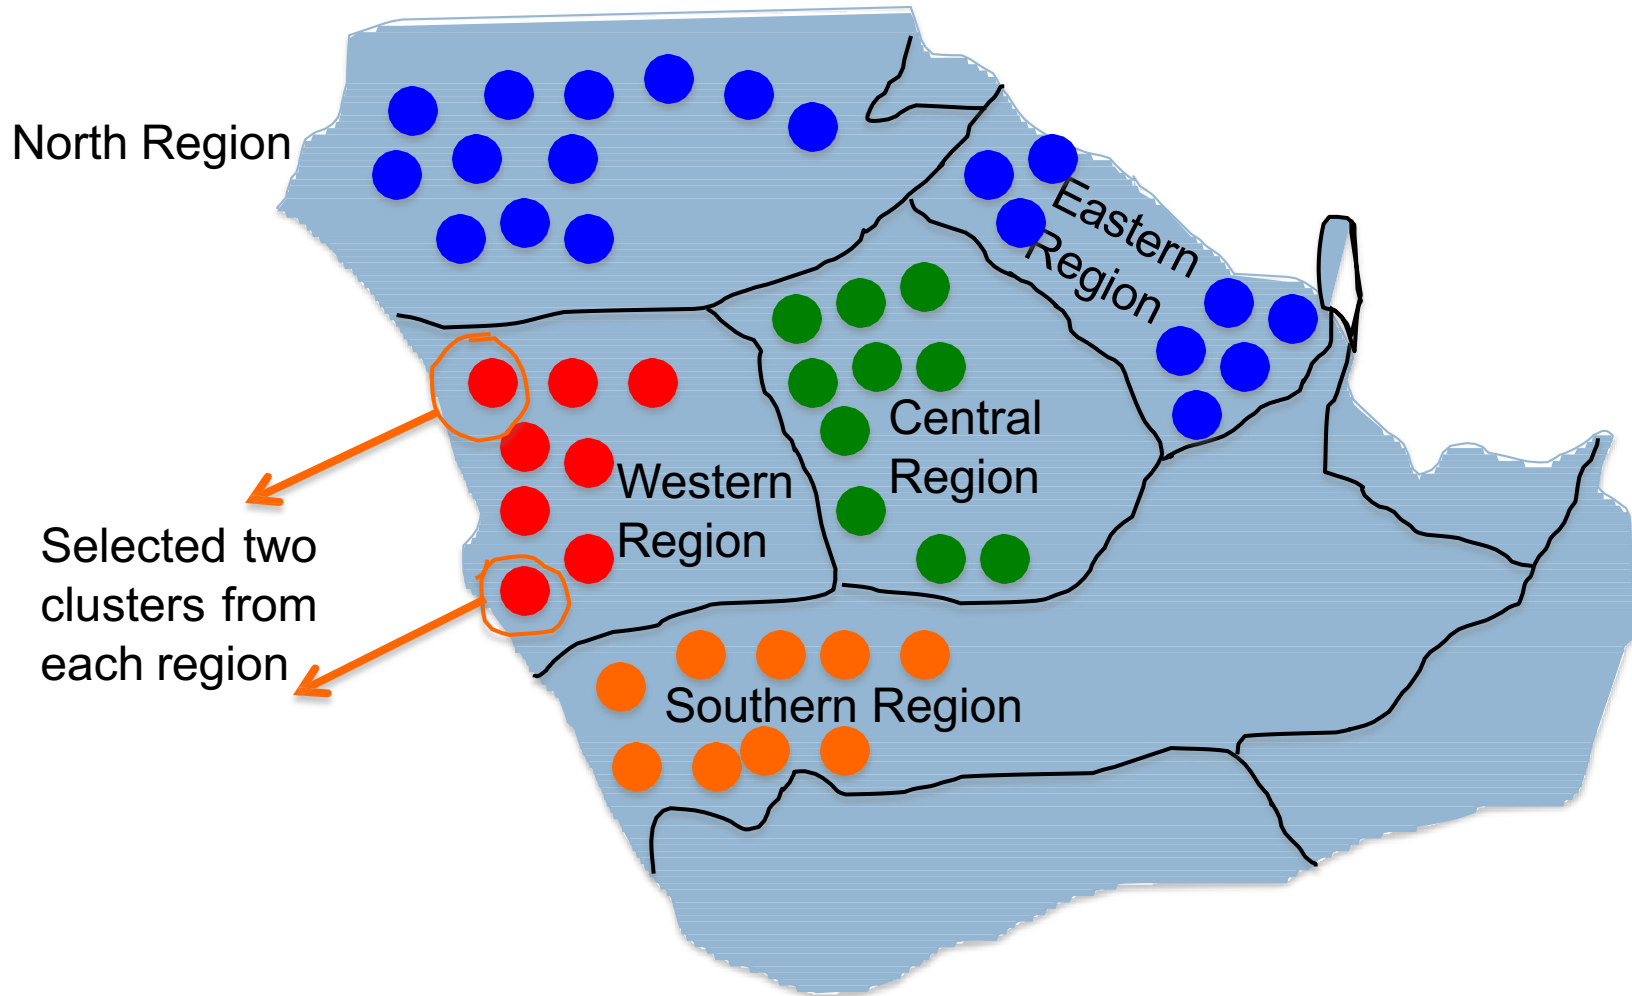 North Region
Eastern
Region
Central
Region
Western
Region
Selected two
clusters from
each region
Southern Region